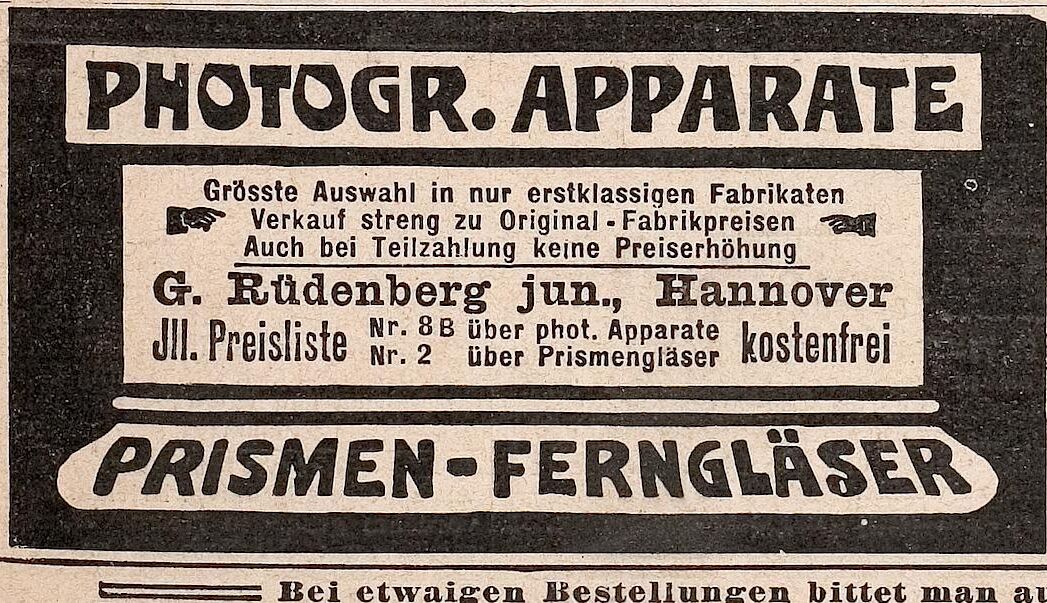 PHOTOGR. APPARATE
Grösste Auswahl in nur erstklassigen Fabrikaten
Verkauf streng zu Original-Fabrikpreisen
Auch bei Teilzahlung keine Preiserhöhung
G. Rüdenberg jun., Hannover
Jll. Preisliste Nr. 8B über phot. Apparate kostenfrei
Nr. 2 über Prismengläser
PRISMEN-FERNGLÄSER
Bei etwaigen Bestellungen bittet man